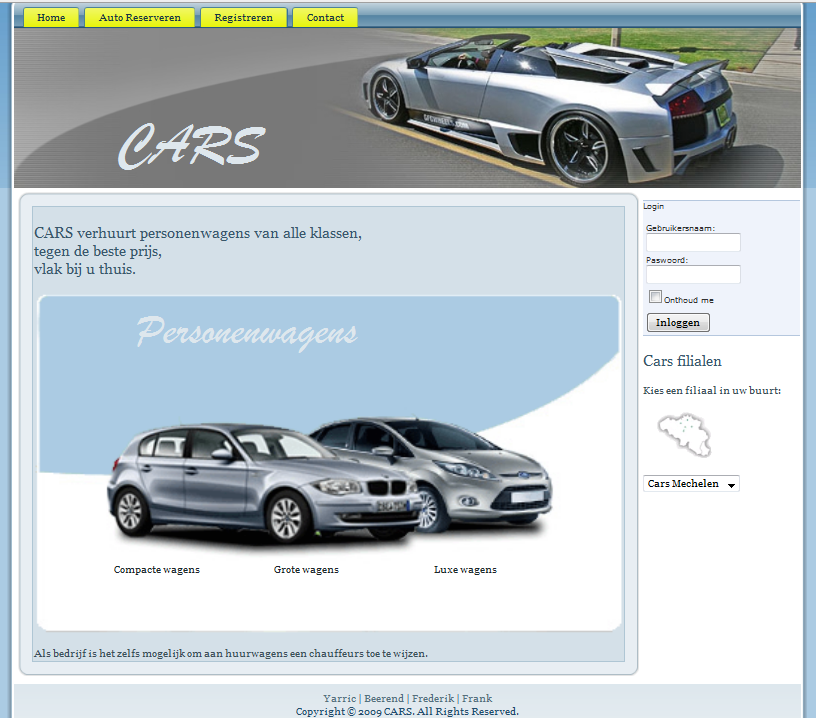 Home
Auto Reserveren
Registreren
Contact
CARS
CARS verhuurt personenwagens van alle klassen,
tegen de beste prijs,
vlak bij u thuis.
Personenwagens
Compacte wagens
Grote wagens
Luxe wagens
Als bedrijf is het zelfs mogelijk om aan huurwagens een chauffeurs toe te wijzen.
Login
Gebruikersnaam:
Paswoord:
Onthoud me
Inloggen
Cars filialen
Kies een filiaal in uw buurt:
Cars Mechelen
Yarric | Beerend | Frederik | Frank
Copyright © 2009 CARS. All Rights Reserved.